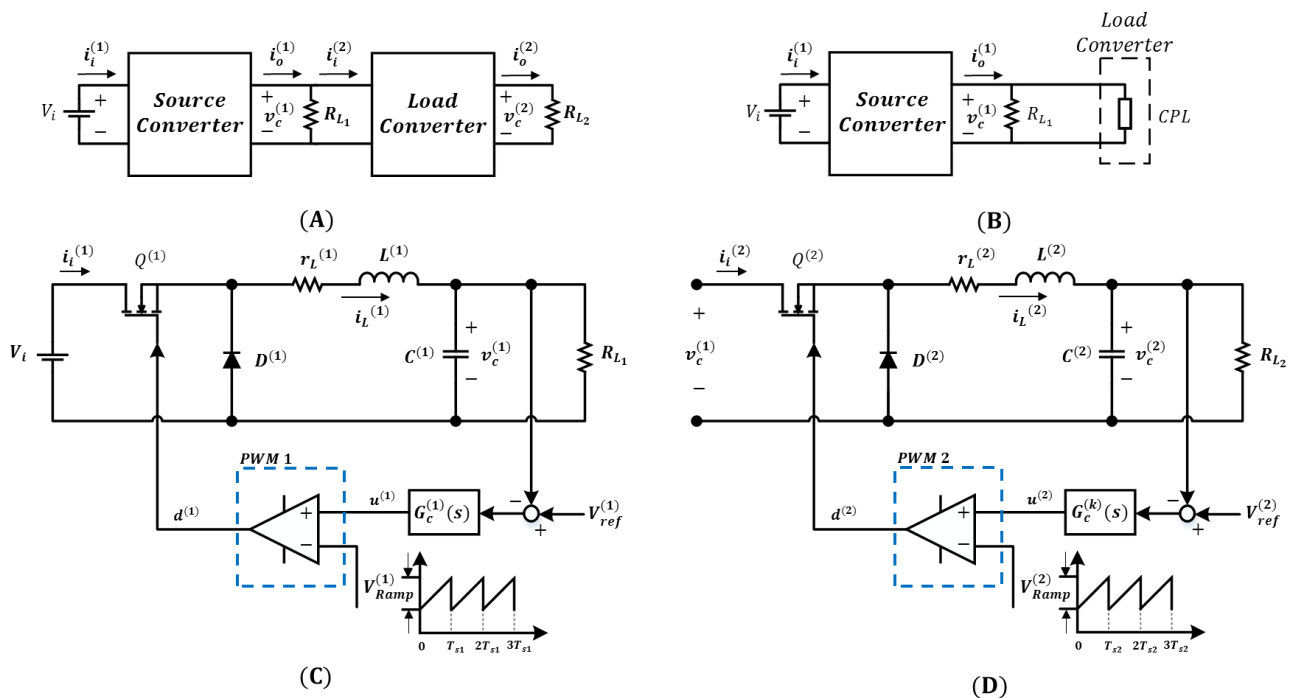 i_i^(1) i_o^(1) i_i^(2) i_o^(2)
V_i + − Source Converter + v_c^(1) − R_L1 Load Converter + v_c^(2) − R_L2
(A)
Load Converter
i_i^(1) i_o^(1)
V_i + − Source Converter + v_c^(1) − R_L1 CPL
(B)
i_i^(1) Q^(1) r_L^(1) L^(1)
i_L^(1)
V_i D^(1) C^(1) + v_c^(1) − R_L1
PWM 1
d^(1) + − u^(1) G_c^(1)(s) − + V_ref^(1)
V_Ramp^(1)
0 T_s1 2T_s1 3T_s1
(C)
i_i^(2) Q^(2) r_L^(2) L^(2)
i_L^(2)
+ v_c^(1) − D^(2) C^(2) + v_c^(2) − R_L2
PWM 2
d^(2) + − u^(2) G_c^(k)(s) − + V_ref^(2)
V_Ramp^(2)
0 T_s2 2T_s2 3T_s2
(D)